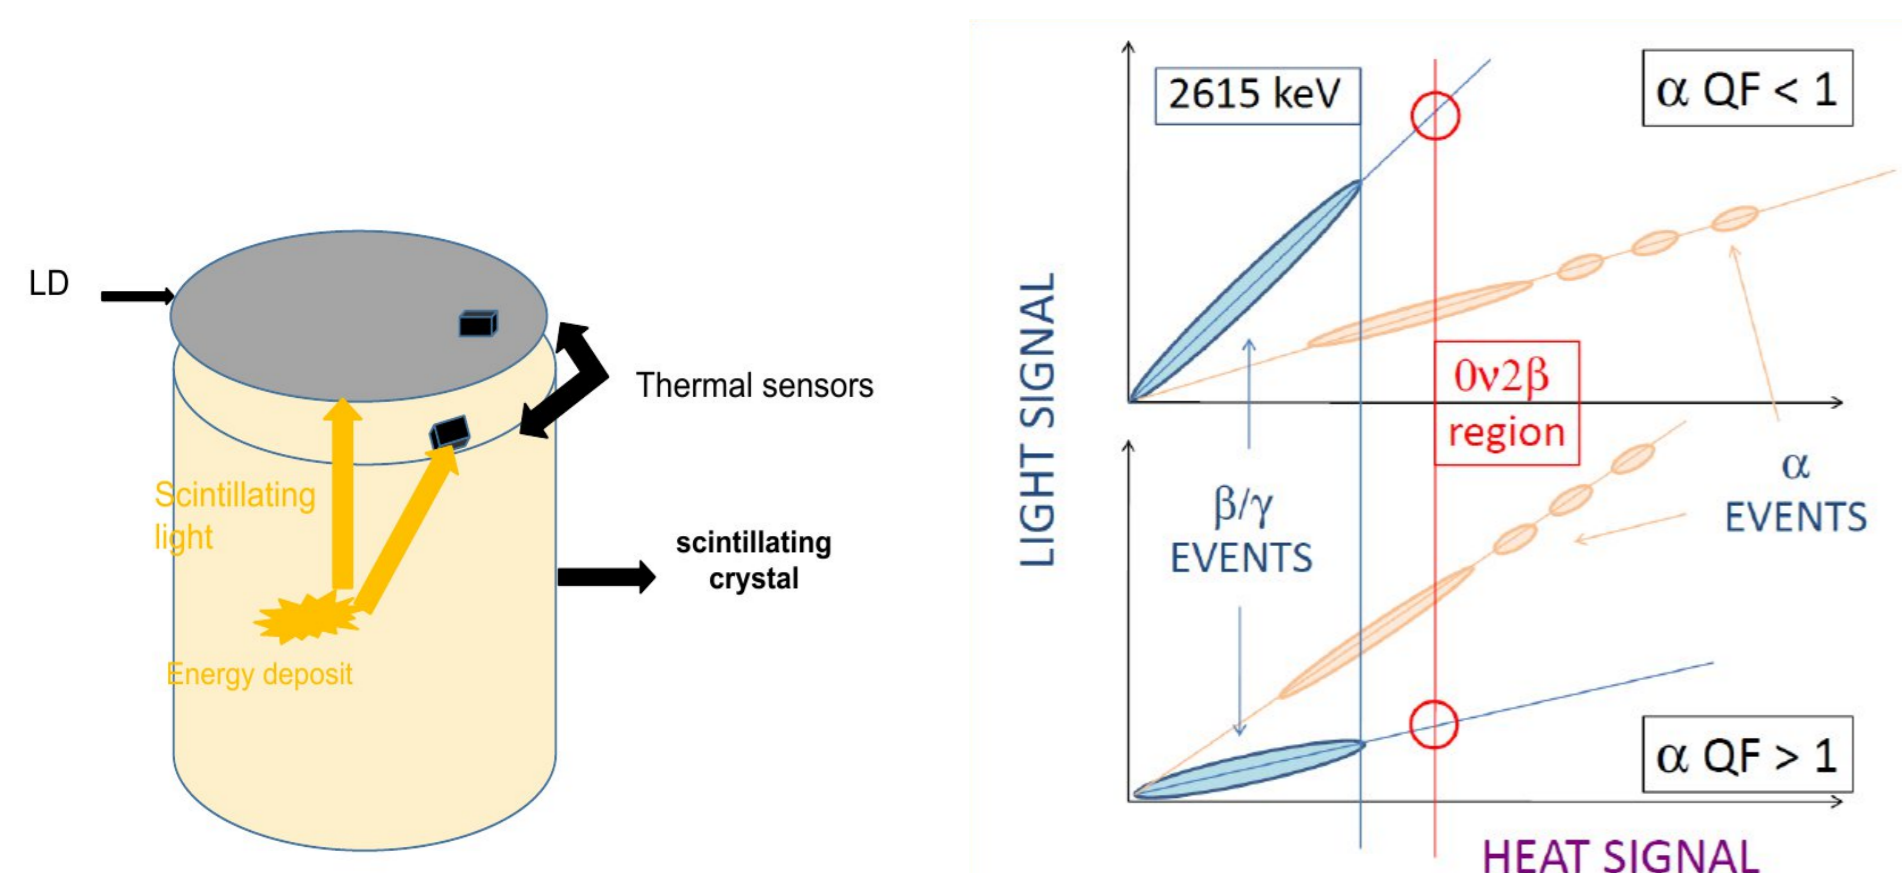 LD
Thermal sensors
Scintillating
light
scintillating
crystal
Energy deposit
LIGHT SIGNAL
2615 keV
α QF < 1
0ν2β
region
β/γ
EVENTS
α
EVENTS
α QF > 1
HEAT SIGNAL